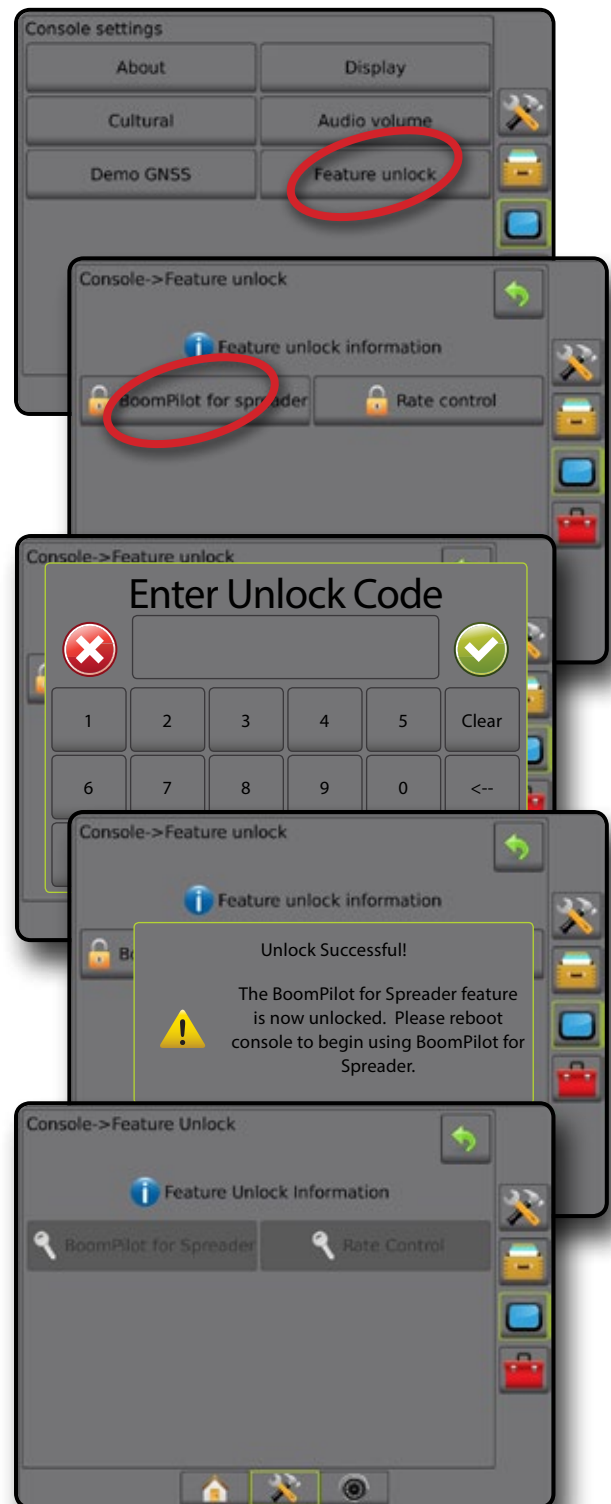 Console settings
About
Display
Cultural
Audio volume
Demo GNSS
Feature unlock
Console->Feature unlock
Feature unlock information
BoomPilot for spreader
Rate control
Console->Feature unlock
Enter Unlock Code
1 2 3 4 5 Clear
6 7 8 9 0 <--
Console->Feature unlock
Feature unlock information
Unlock Successful!
The BoomPilot for Spreader feature
is now unlocked. Please reboot
console to begin using BoomPilot for
Spreader.
Console->Feature Unlock
Feature Unlock Information
BoomPilot for Spreader
Rate Control